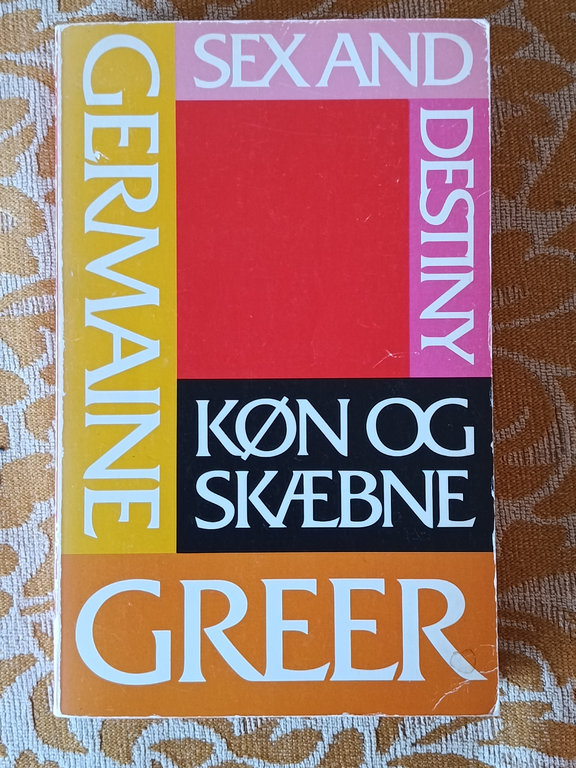 GERMAINE
GREER
SEX AND
DESTINY
KØN OG
SKÆBNE